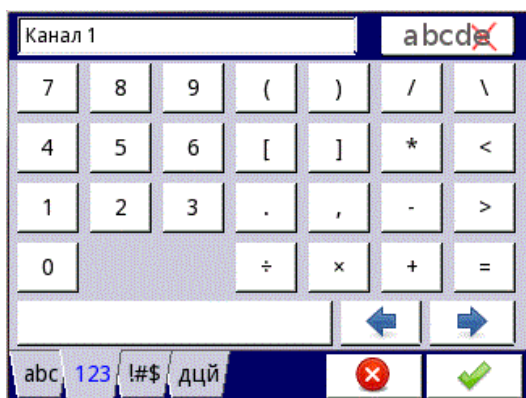 Канал 1 abcde
7 8 9 ( ) / \
4 5 6 [ ] * <
1 2 3 . , - >
0 ÷ × + =
abc 123 !#$ дцй